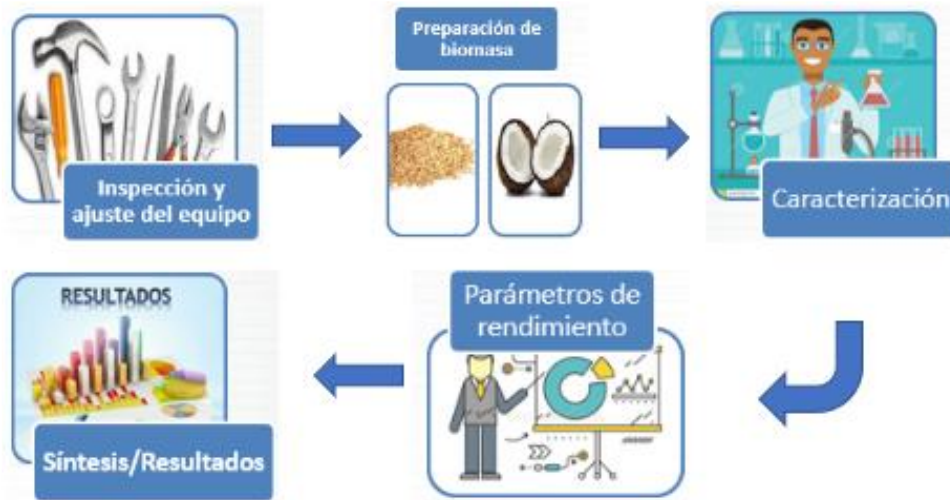 Preparación de
biomasa
Inspección y
ajuste del equipo
Caracterización
Parámetros de
rendimiento
RESULTADOS
Síntesis/Resultados